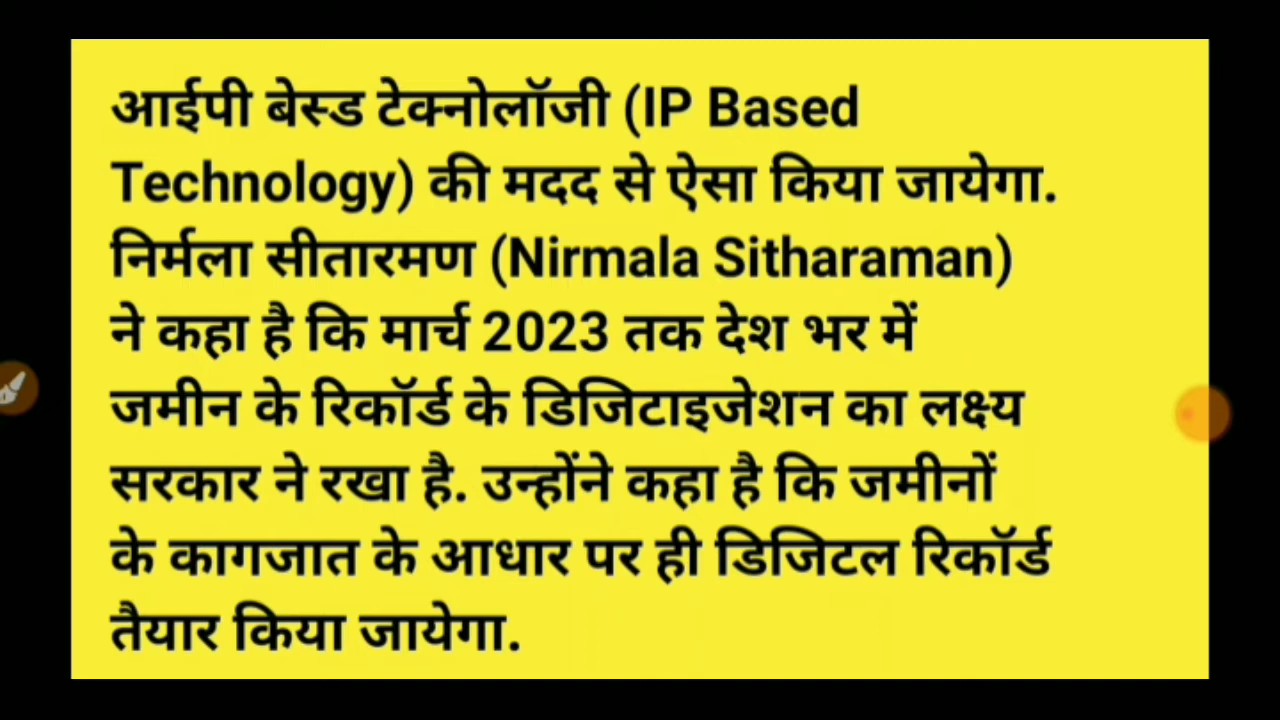 आईपी बेस्ड टेक्नोलॉजी (IP Based
Technology) की मदद से ऐसा किया जायेगा.
निर्मला सीतारमण (Nirmala Sitharaman)
ने कहा है कि मार्च 2023 तक देश भर में
जमीन के रिकॉर्ड के डिजिटाइजेशन का लक्ष्य
सरकार ने रखा है. उन्होंने कहा है कि जमीनों
के कागजात के आधार पर ही डिजिटल रिकॉर्ड
तैयार किया जायेगा.